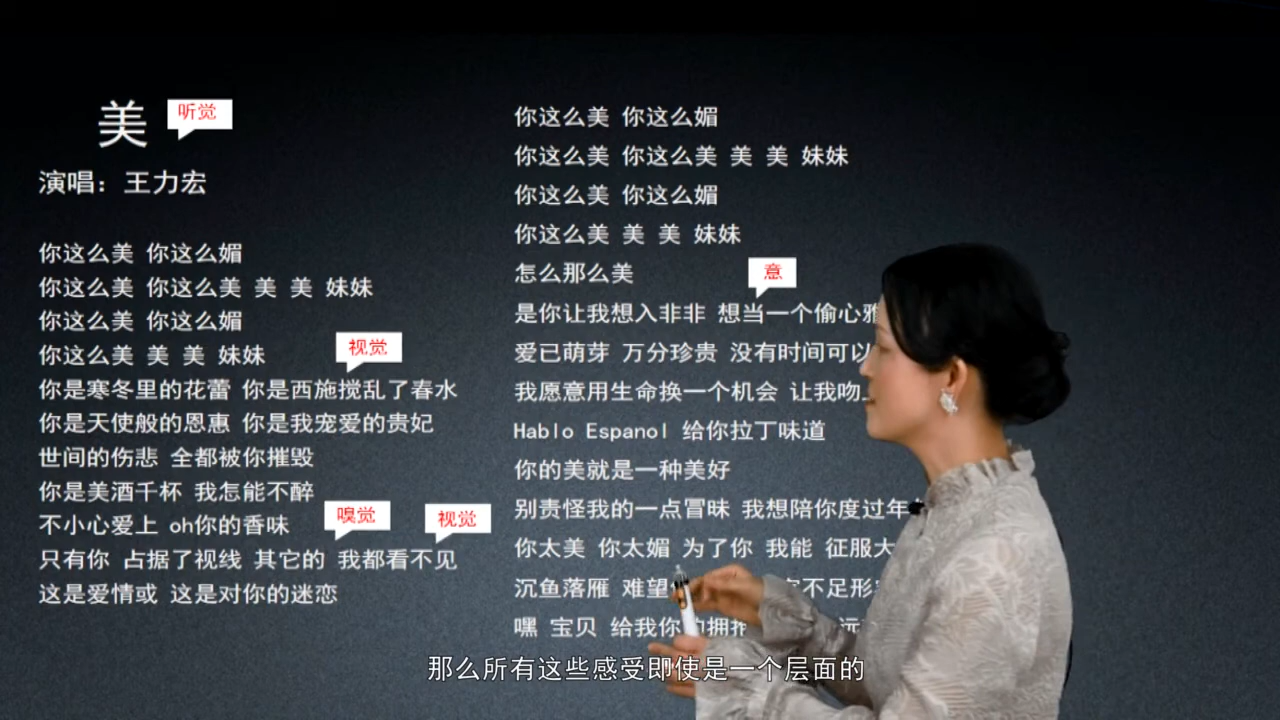 美
听觉
演唱：王力宏
你这么美 你这么媚
你这么美 你这么美 美 美 妹妹
你这么美 你这么媚
你这么美 美 美 妹妹
视觉
你是寒冬里的花蕾 你是西施搅乱了春水
你是天使般的恩惠 你是我宠爱的贵妃
世间的伤悲 全都被你摧毁
你是美酒千杯 我怎能不醉
嗅觉
视觉
不小心爱上 oh你的香味
只有你 占据了视线 其它的 我都看不见
这是爱情或 这是对你的迷恋
你这么美 你这么媚
你这么美 你这么美 美 美 妹妹
你这么美 你这么媚
你这么美 美 美 妹妹
怎么那么美
意
是你让我想入非非 想当一个偷心雅
爱已萌芽 万分珍贵 没有时间可以
我愿意用生命换一个机会 让我吻
Hablo Espanol 给你拉丁味道
你的美就是一种美好
别责怪我的一点冒昧 我想陪你度过年
你太美 你太媚 为了你 我能 征服大
沉鱼落雁 难望 不足形
嘿 宝贝 给我你的拥抱 远
那么所有这些感受即使是一个层面的